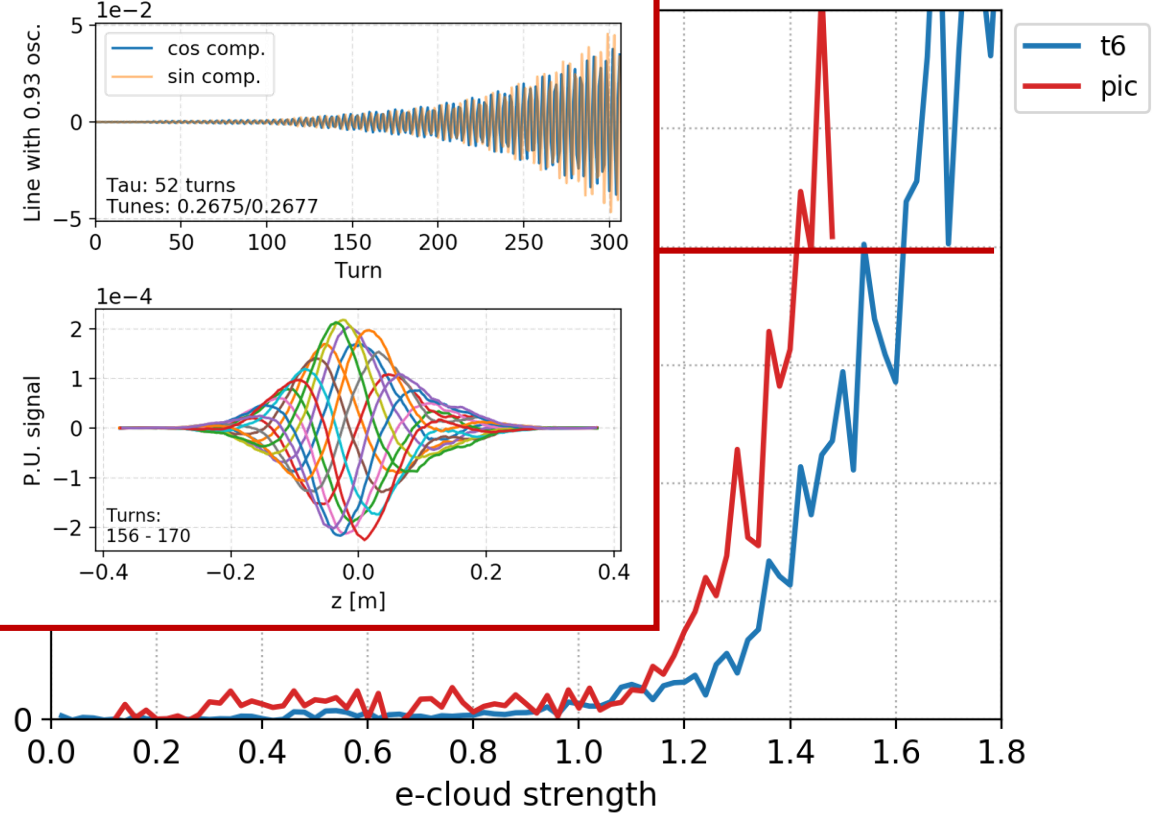 1e−2
Line with 0.93 osc.
5
0
−5
cos comp.
sin comp.
Tau: 52 turns
Tunes: 0.2675/0.2677
0 50 100 150 200 250 300
Turn
1e−4
P.U. signal
2
1
0
−1
−2
Turns:
156 - 170
−0.4 −0.2 0.0 0.2 0.4
z [m]
t6
pic
0
0.0 0.2 0.4 0.6 0.8 1.0 1.2 1.4 1.6 1.8
e-cloud strength